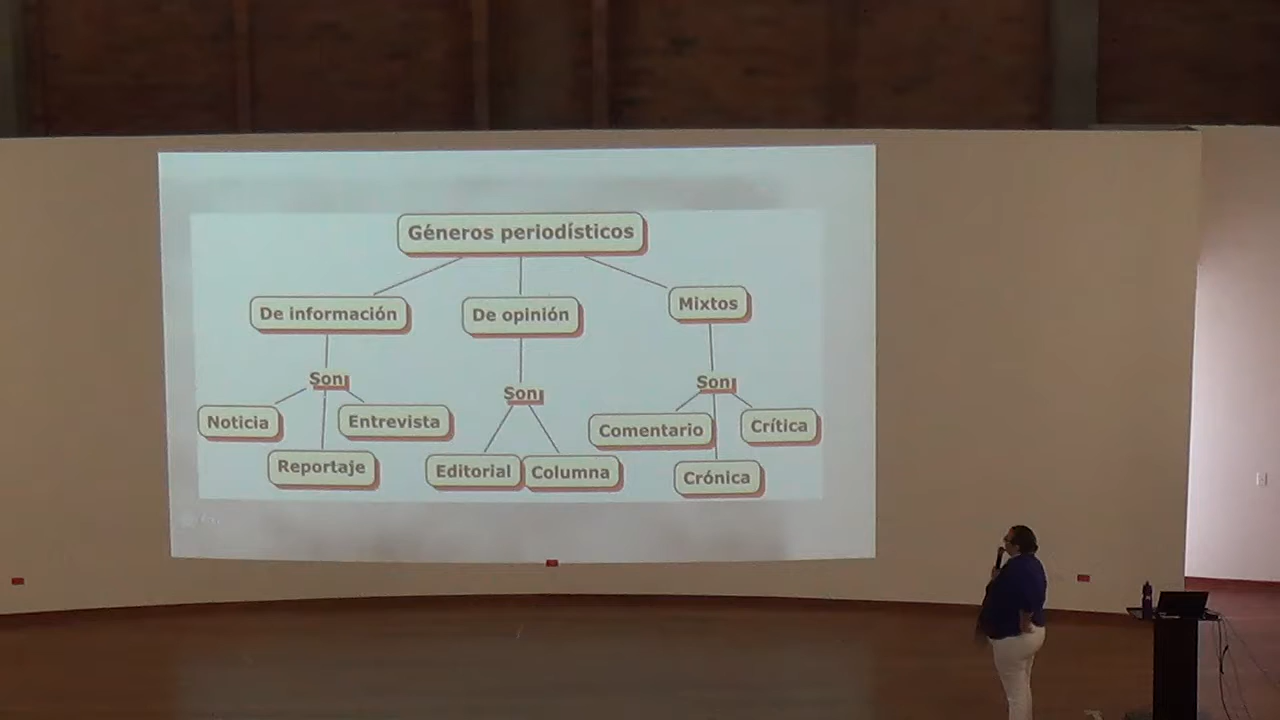 Géneros periodísticos
De información
De opinión
Mixtos
Son
Son
Son
Noticia
Entrevista
Reportaje
Editorial
Columna
Comentario
Crítica
Crónica